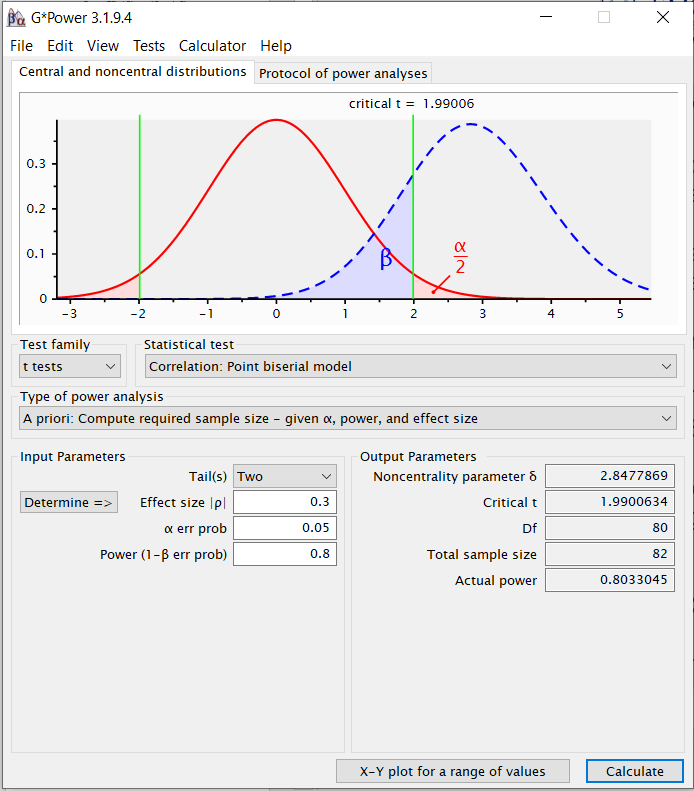 G*Power 3.1.9.4
File Edit View Tests Calculator Help
Central and noncentral distributions Protocol of power analyses
critical t = 1.99006
0.3
0.2
0.1
0
β
α
2
−3 −2 −1 0 1 2 3 4 5
Test family Statistical test
t tests Correlation: Point biserial model
Type of power analysis
A priori: Compute required sample size – given α, power, and effect size
Input Parameters
Tail(s) Two
Determine => Effect size |ρ| 0.3
α err prob 0.05
Power (1−β err prob) 0.8
Output Parameters
Noncentrality parameter δ 2.8477869
Critical t 1.9900634
Df 80
Total sample size 82
Actual power 0.8033045
X-Y plot for a range of values Calculate